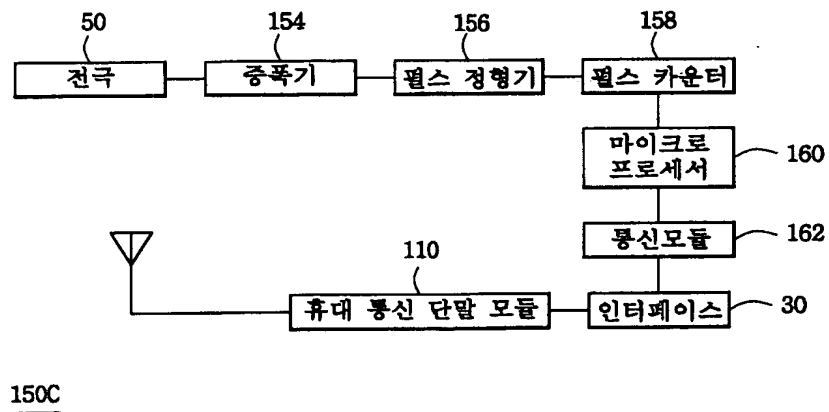 50 154 156 158
전극 증폭기 펄스 정형기 펄스 카운터
마이크로
프로세서 160
통신모듈 162
110
휴대 통신 단말 모듈 인터페이스 30
150C